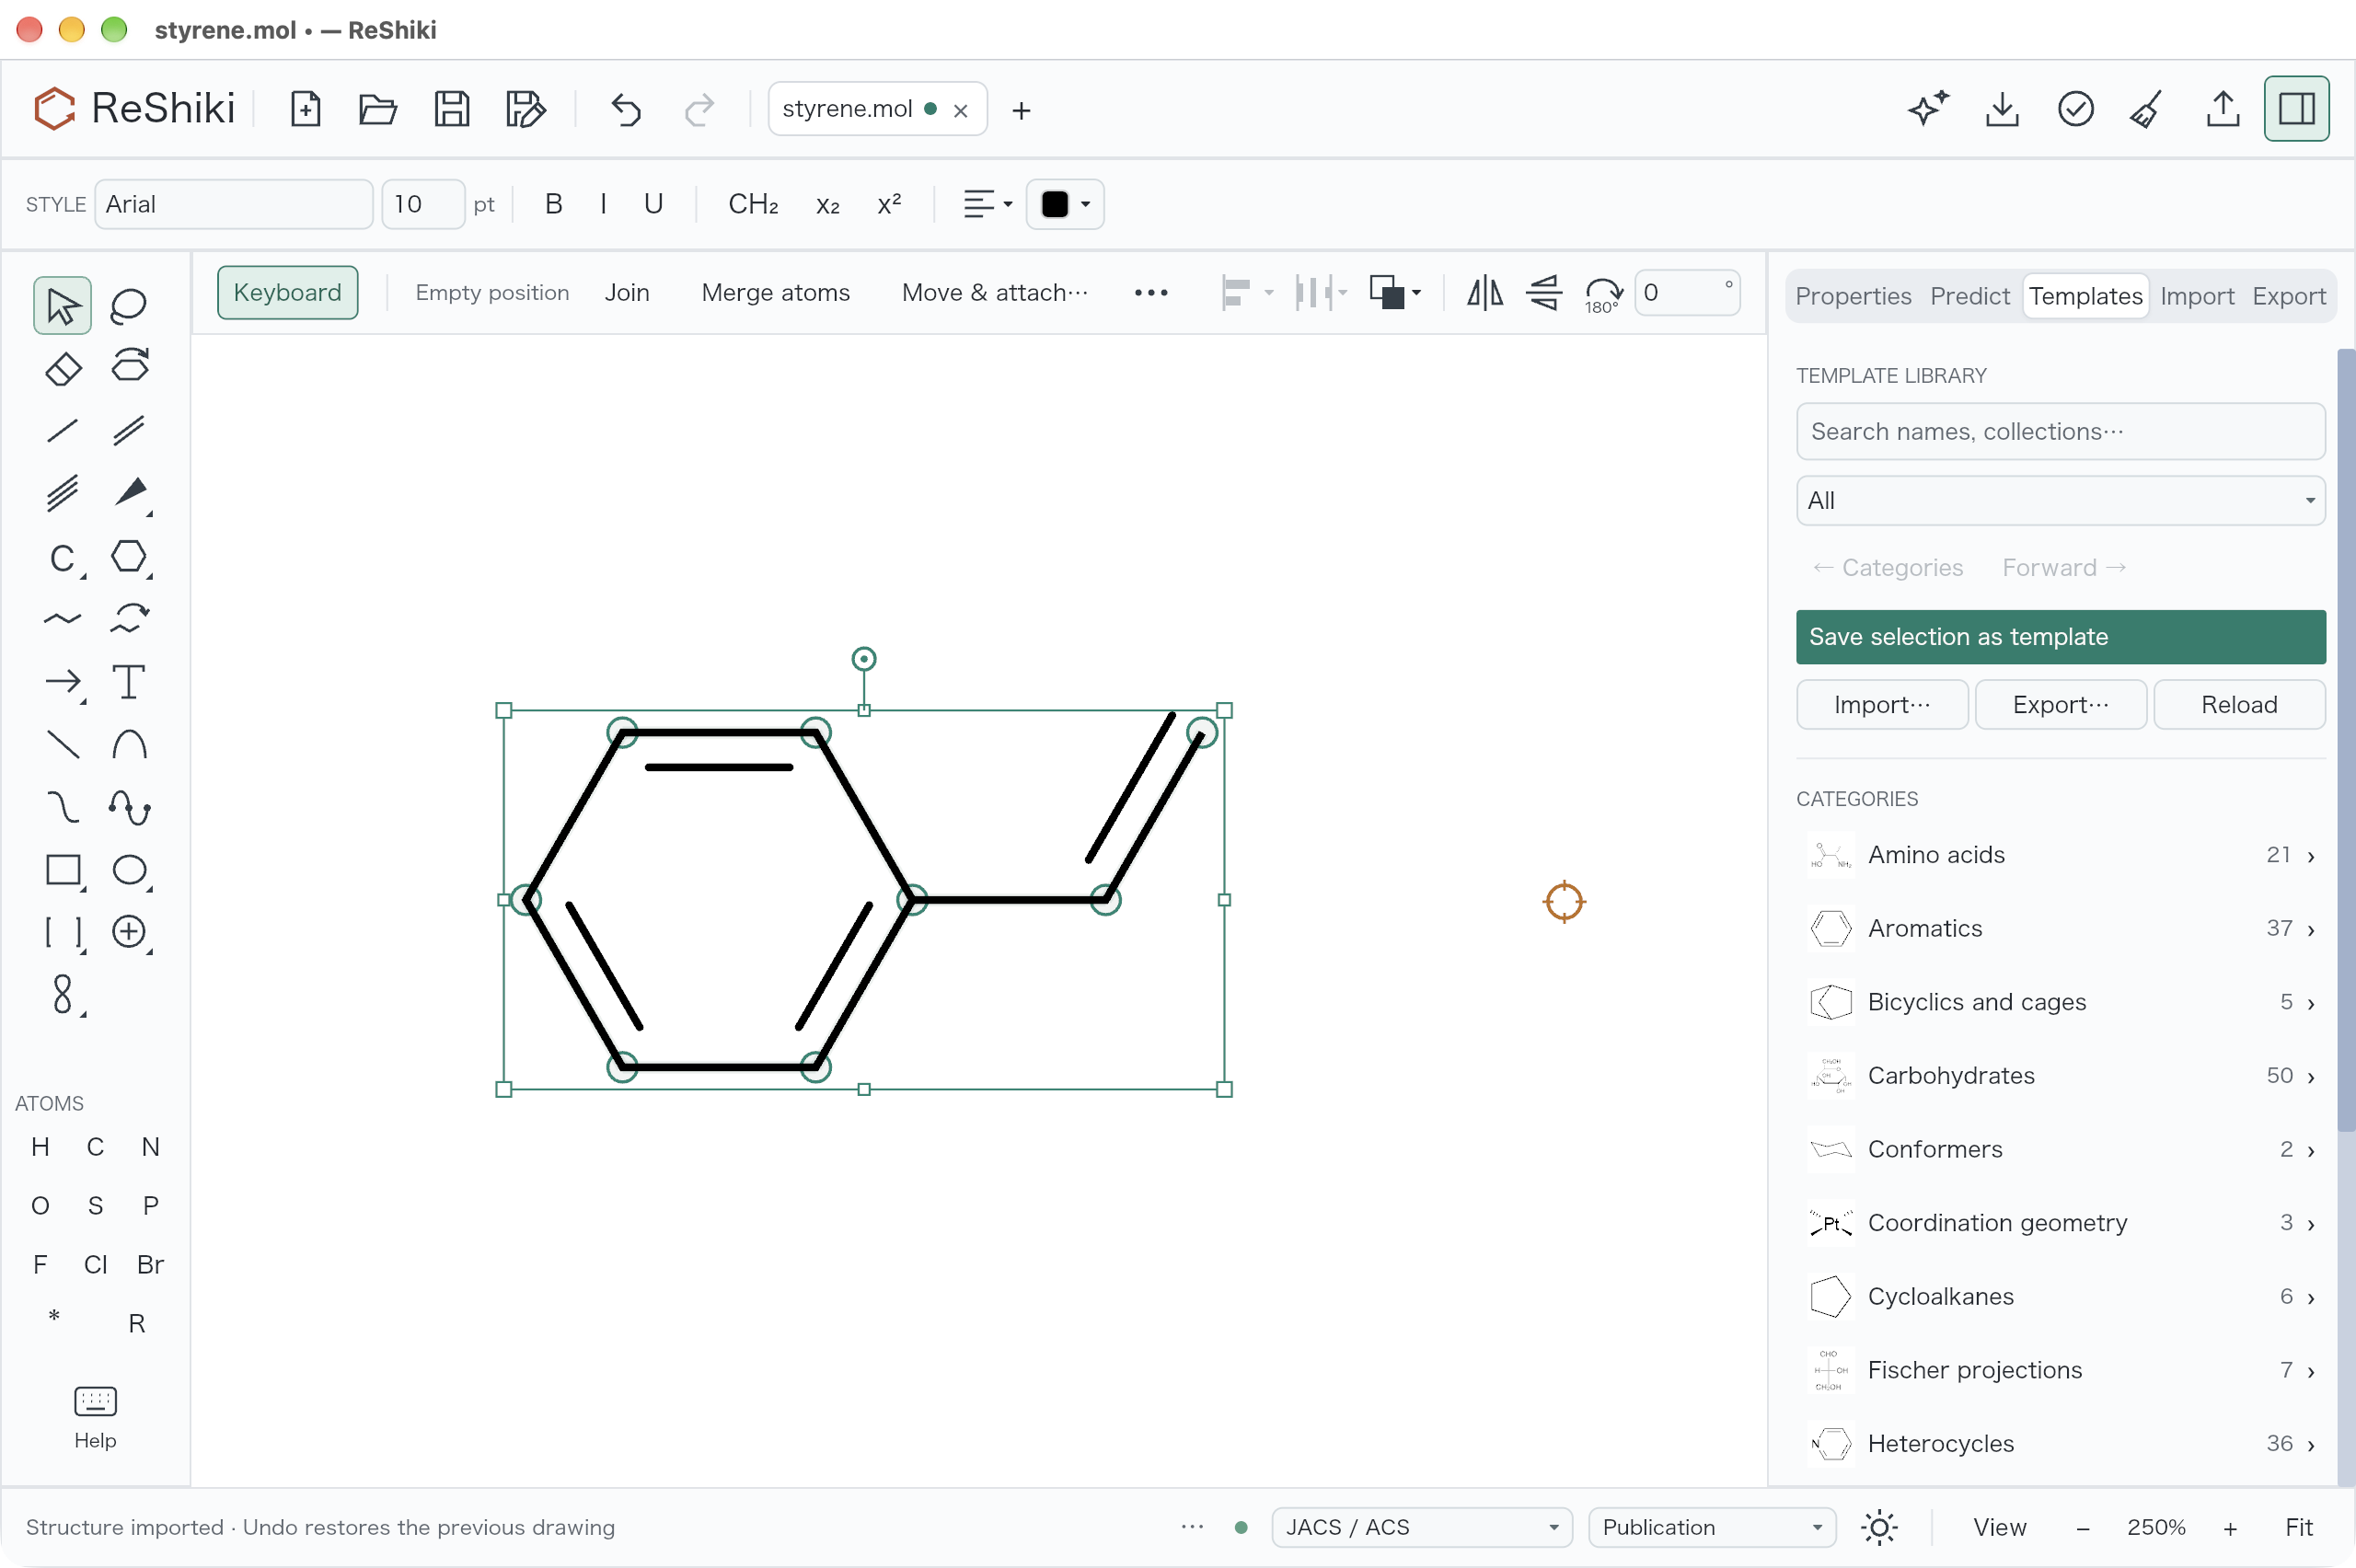 styrene.mol • — ReShiki
ReShiki
styrene.mol
STYLE Arial 10 pt B I U CH₂ x₂ x²
Keyboard Empty position Join Merge atoms Move & attach… 180° 0 °
Properties Predict Templates Import Export
TEMPLATE LIBRARY
Search names, collections…
All
← Categories Forward →
Save selection as template
Import… Export… Reload
CATEGORIES
Amino acids 21
Aromatics 37
Bicyclics and cages 5
Carbohydrates 50
Conformers 2
Pt Coordination geometry 3
Cycloalkanes 6
Fischer projections 7
N Heterocycles 36
C
T
ATOMS
H C N
O S P
F Cl Br
* R
Help
Structure imported · Undo restores the previous drawing
JACS / ACS Publication View − 250% + Fit